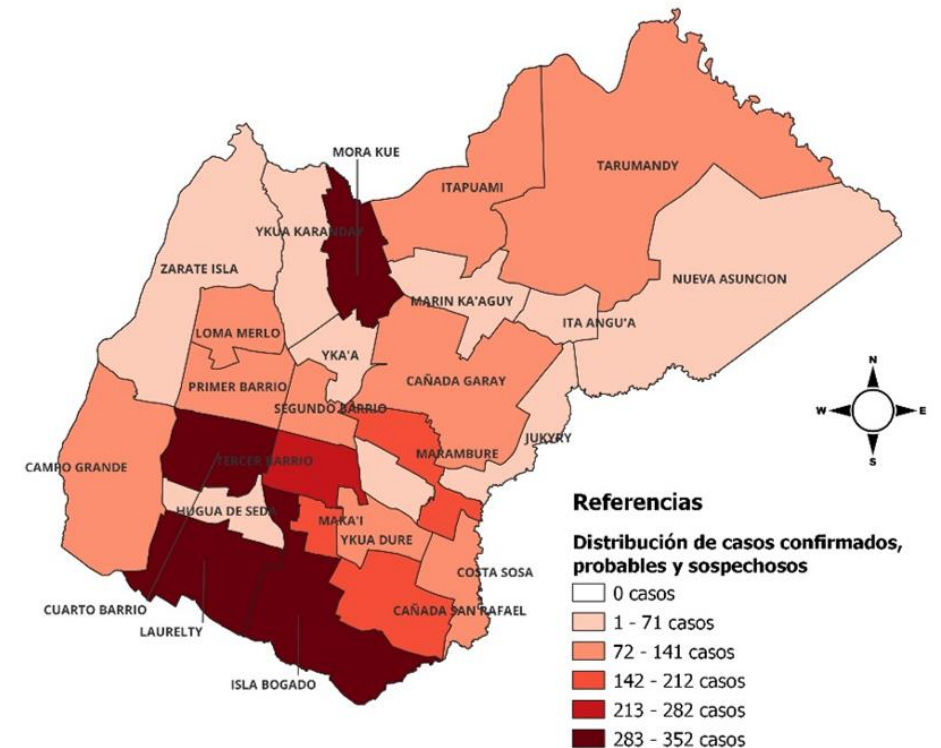 MORA KUE
TARUMANDY
ITAPUAMI
YKUA KARANDAY
ZARATE ISLA
NUEVA ASUNCION
MARIN KA'AGUY
ITA ANGU'A
LOMA MERLO
YKA'A
CAÑADA GARAY
PRIMER BARRIO
SEGUNDO BARRIO
JUKYRY
MARAMBURE
TERCER BARRIO
CAMPO GRANDE
HUGUA DE SEDA
MAKA'I
YKUA DURE
COSTA SOSA
CUARTO BARRIO
CAÑADA SAN RAFAEL
LAURELTY
ISLA BOGADO
N
W
E
S
Referencias
Distribución de casos confirmados,
probables y sospechosos
0 casos
1 - 71 casos
72 - 141 casos
142 - 212 casos
213 - 282 casos
283 - 352 casos